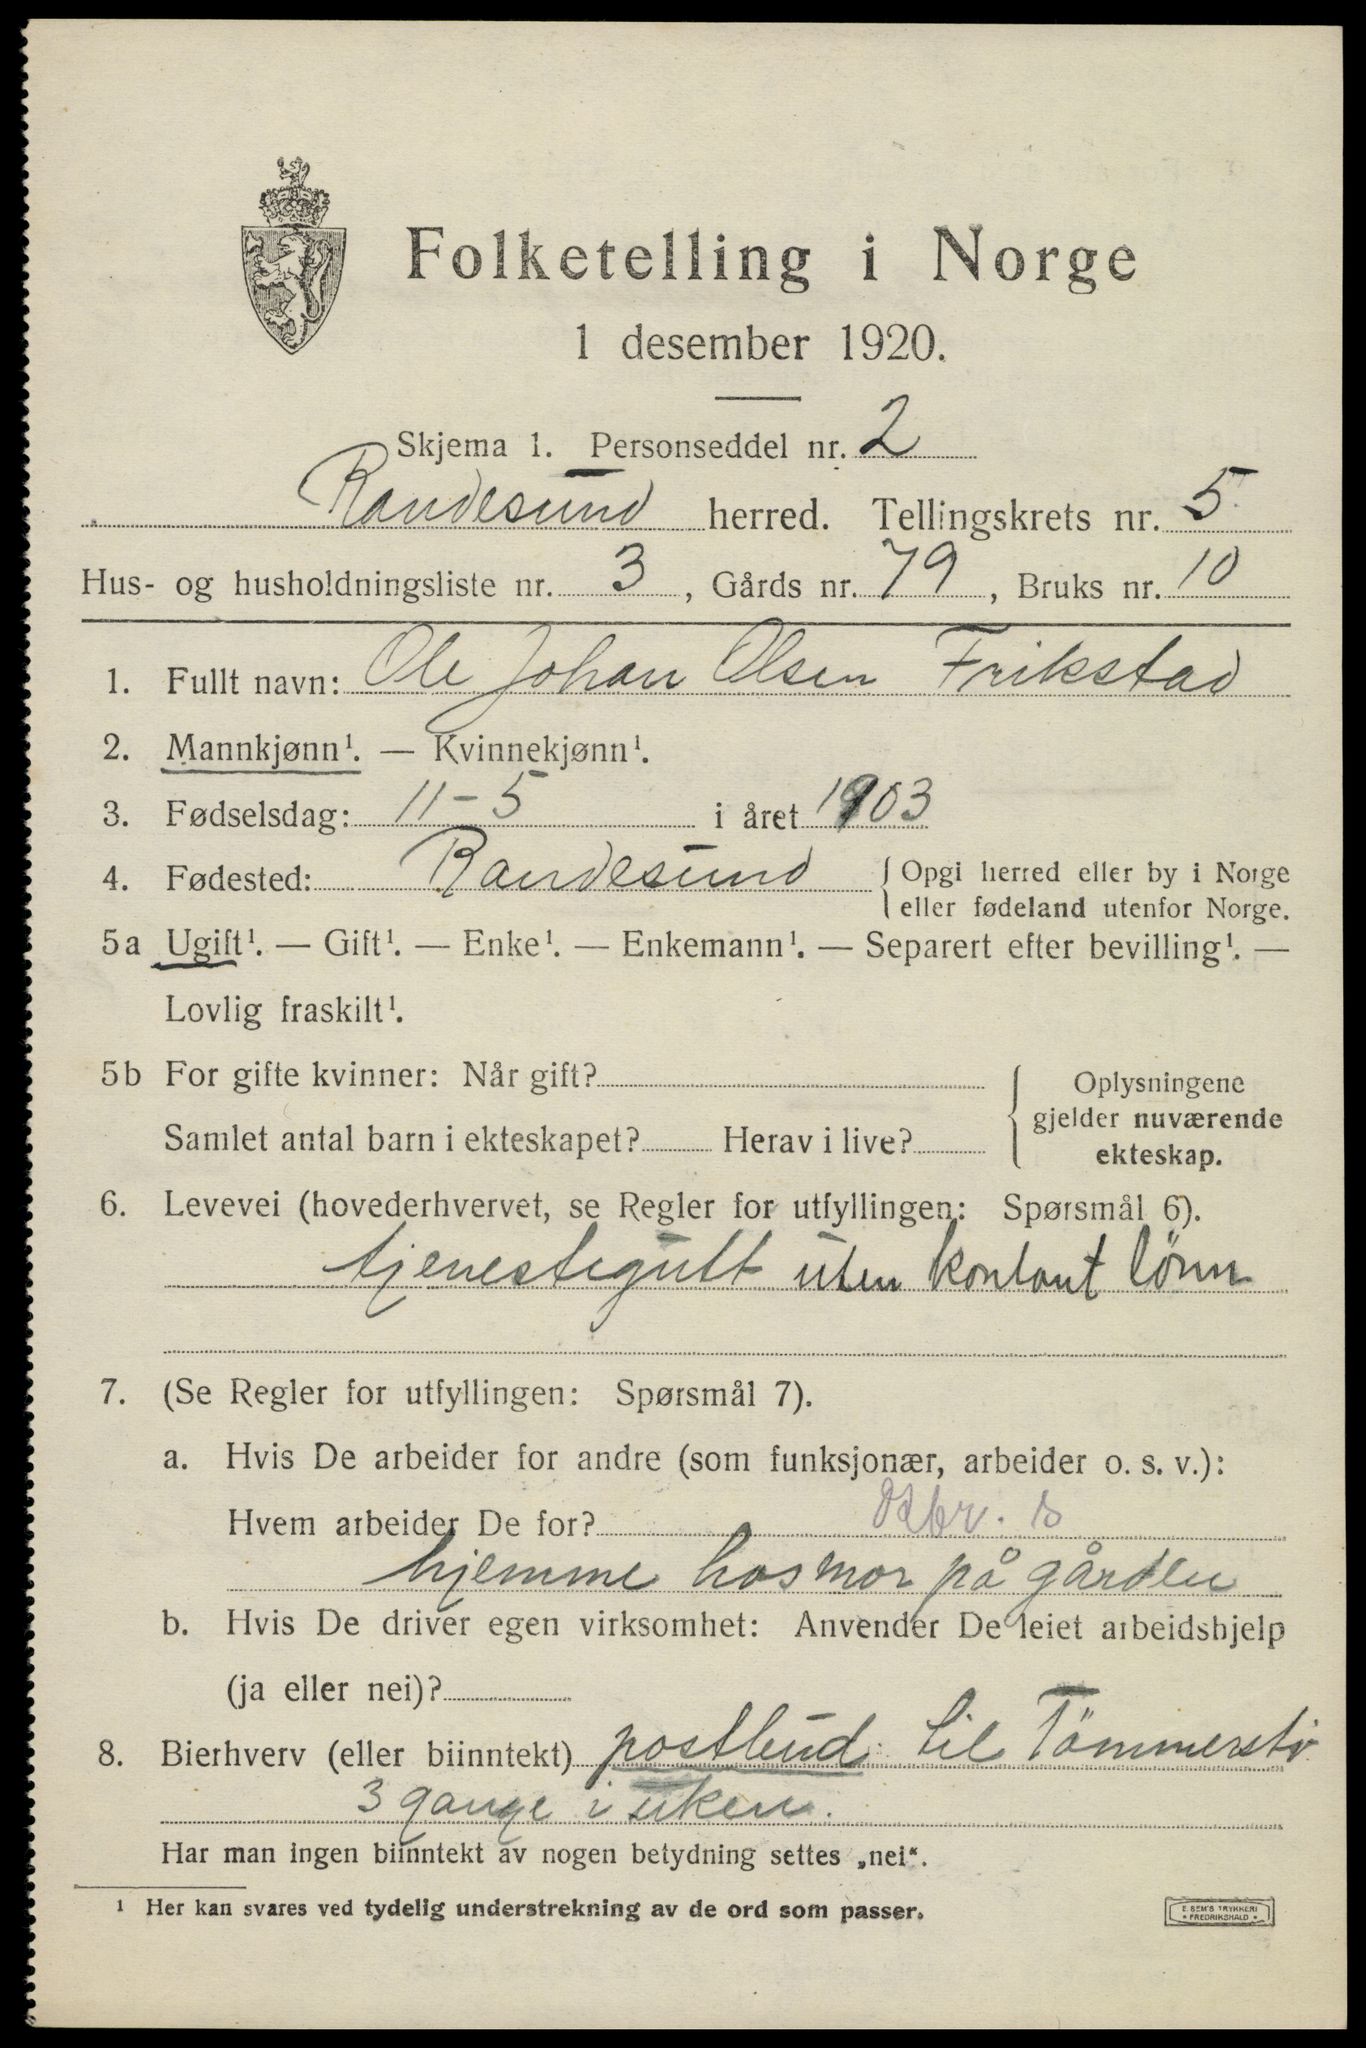 Folketelling i Norge
1 desember 1920.
Skjema 1. Personseddel nr. 2
Randesund herred. Tellingskrets nr. 5
Hus- og husholdningsliste nr. 3, Gårds nr. 79, Bruks nr. 10
1. Fullt navn: Ole Johan Olsen Frikstad
2. Mannkjønn¹. — Kvinnekjønn¹.
3. Fødselsdag: 11-5 i året 1903
4. Fødested: Randesund { Opgi herred eller by i Norge
eller fødeland utenfor Norge.
5a Ugift¹. — Gift¹. — Enke¹. — Enkemann¹. — Separert efter bevilling¹. —
Lovlig fraskilt¹.
5b For gifte kvinner: Når gift?
Samlet antal barn i ekteskapet? Herav i live?
{ Oplysningene
gjelder nuværende
ekteskap.
6. Levevei (hovederhvervet, se Regler for utfyllingen: Spørsmål 6).
tjenestegutt uten kontant lønn
7. (Se Regler for utfyllingen: Spørsmål 7).
a. Hvis De arbeider for andre (som funksjonær, arbeider o. s. v.):
Hvem arbeider De for?
hjemme hos mor på gården
b. Hvis De driver egen virksomhet: Anvender De leiet arbeidshjelp
(ja eller nei)?
8. Bierhverv (eller biinntekt) postbud til Tömmerstö
3 gange i uken.
Har man ingen biinntekt av nogen betydning settes „nei“.
¹ Her kan svares ved tydelig understrekning av de ord som passer.
E. SEM'S TRYKKERI
FREDRIKSHALD